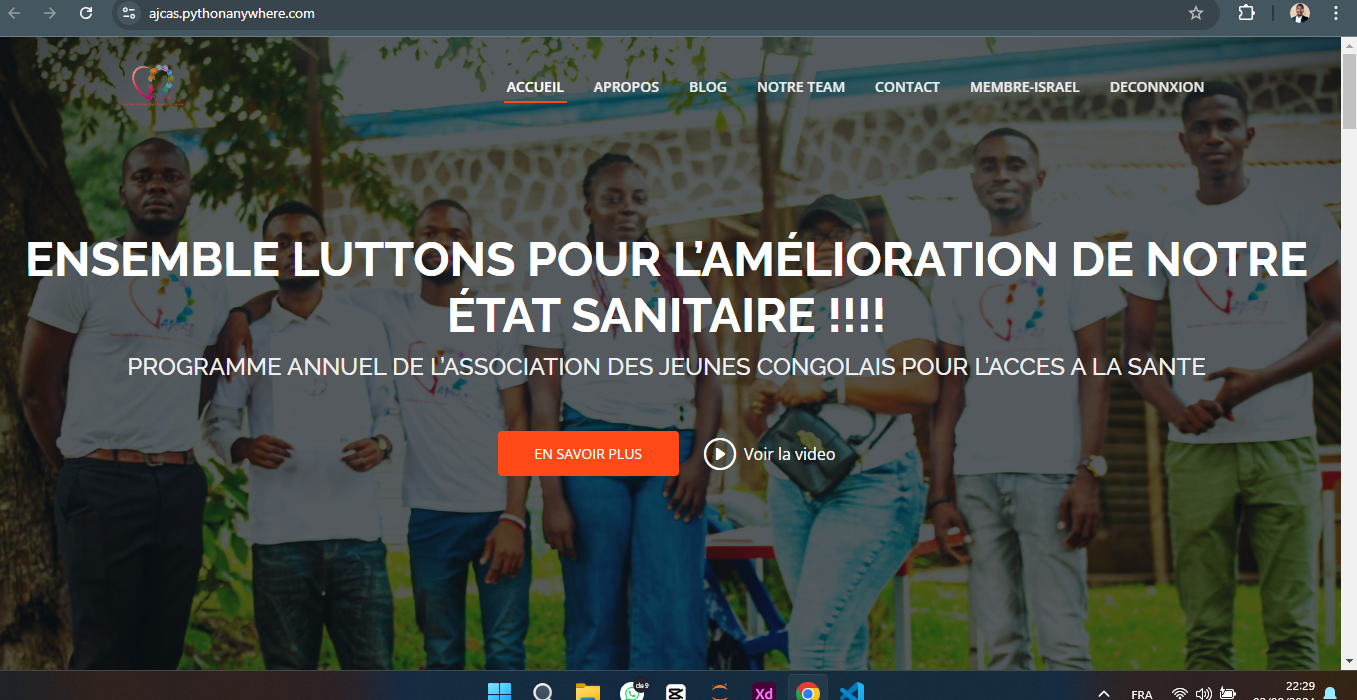 ajcas.pythonanywhere.com
ACCUEIL APROPOS BLOG NOTRE TEAM CONTACT MEMBRE-ISRAEL DECONNXION
ENSEMBLE LUTTONS POUR L’AMÉLIORATION DE NOTRE
ÉTAT SANITAIRE !!!!
PROGRAMME ANNUEL DE L’ASSOCIATION DES JEUNES CONGOLAIS POUR L’ACCES A LA SANTE
EN SAVOIR PLUS Voir la video
Xd
FRA
22:29